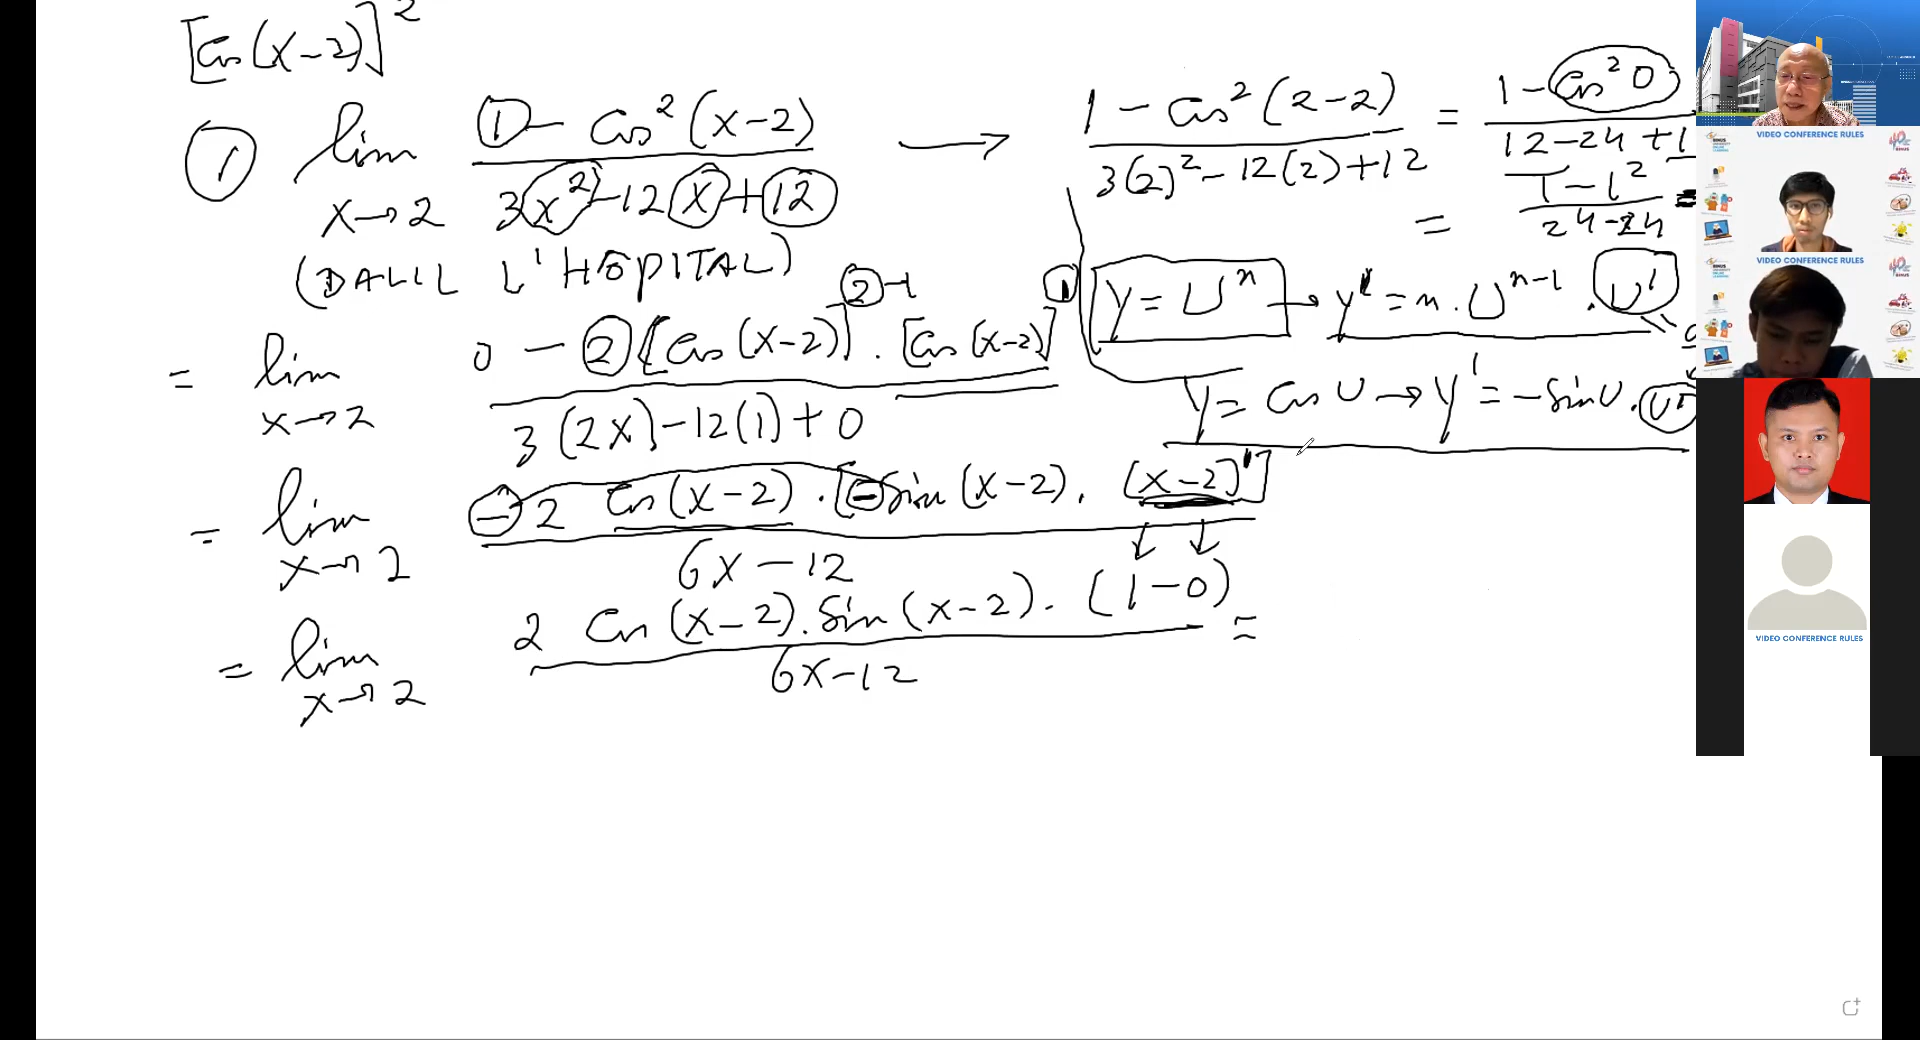 [cos(x-2)]²
① lim x→2 (1 - cos²(x-2)) / (3x² - 12x + 12) → (1 - cos²(2-2)) / (3(2)² - 12(2) + 12) = (1 - cos² 0) / (12 - 24 + 1
= (1 - 1²) / (24 - 24) =
(DALIL L'HOPITAL)
Y = Uⁿ → y' = n . Uⁿ⁻¹ . U'
= lim x→2 (0 - 2[cos(x-2)]²⁻¹ . [cos(x-2)]') / (3(2x) - 12(1) + 0)
Y = cos U → Y' = -sin U . U'
= lim x→2 (-2 cos(x-2) . [-sin(x-2) . (x-2)']) / (6x - 12)
= lim x→2 (2 cos(x-2) . sin(x-2) . (1-0)) / (6x - 12) =
VIDEO CONFERENCE RULES
VIDEO CONFERENCE RULES
VIDEO CONFERENCE RULES